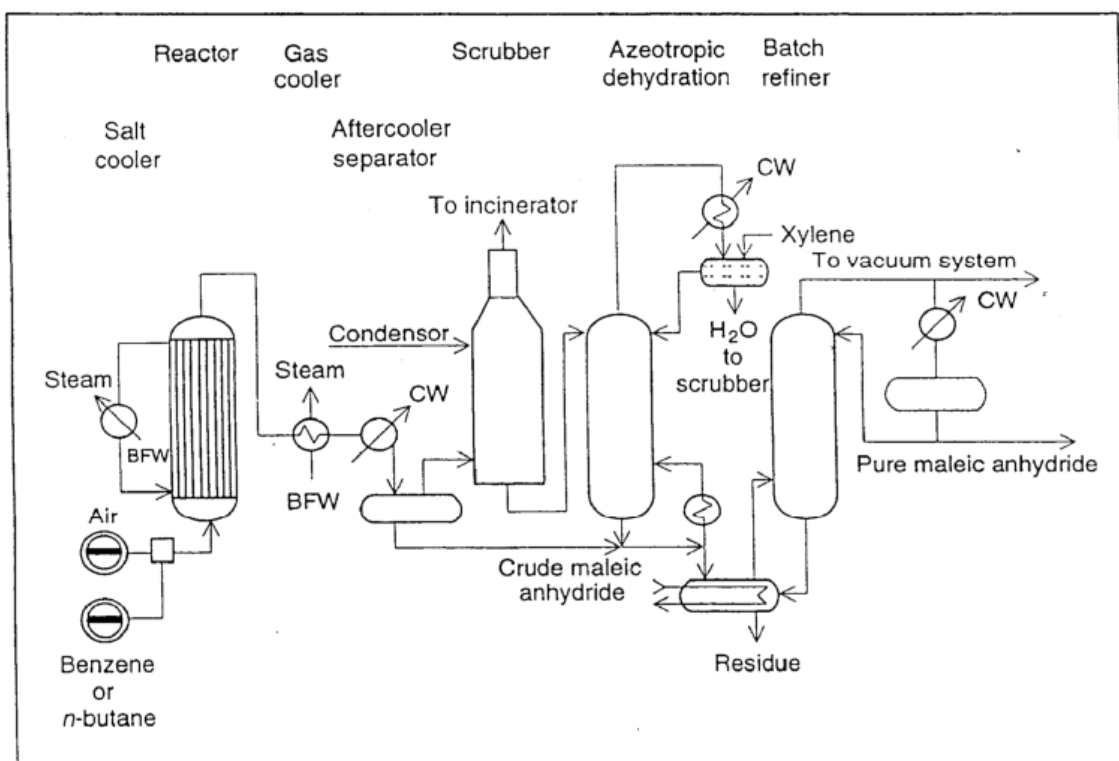 Reactor
Gas
cooler
Scrubber
Azeotropic
dehydration
Batch
refiner
Salt
cooler
Aftercooler
separator
CW
To incinerator
Xylene
To vacuum system
CW
Condensor
H₂O
to
scrubber
Steam
Steam
CW
BFW
BFW
Pure maleic anhydride
Air
Crude maleic
anhydride
Residue
Benzene
or
n-butane